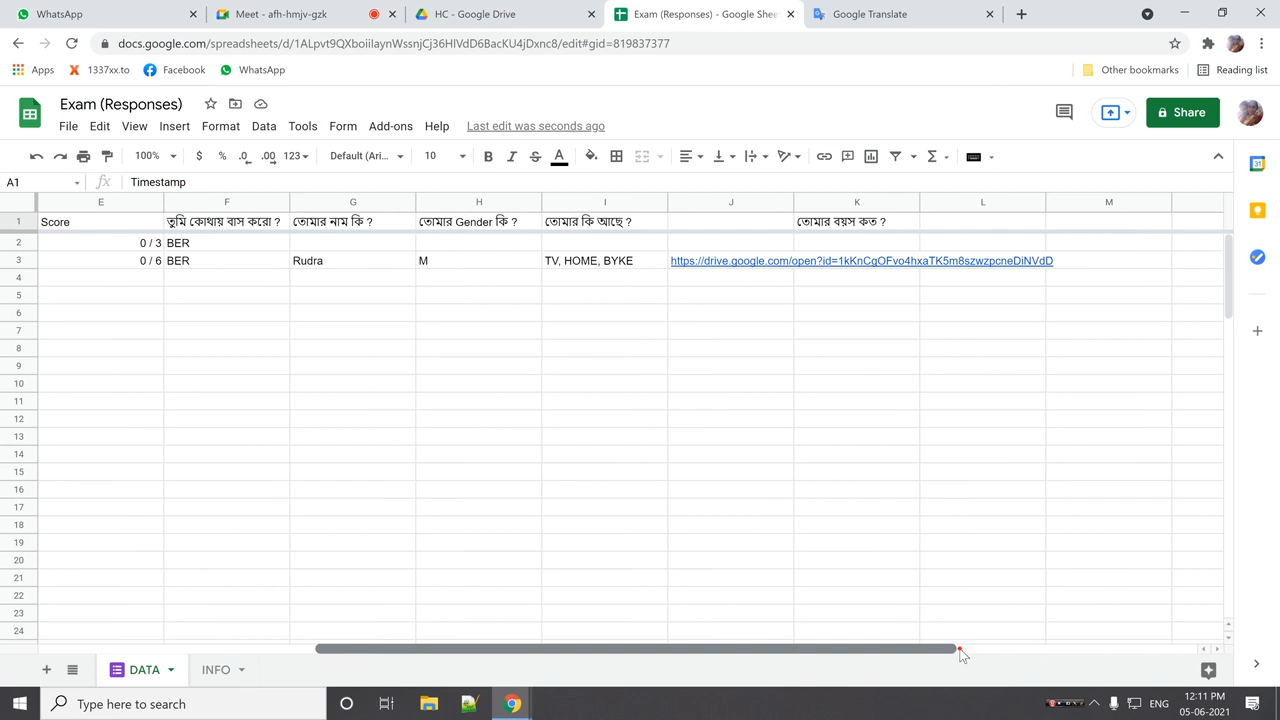 WhatsApp
Meet - afh-hmjv-gzk
HC - Google Drive
Exam (Responses) - Google Shee
Google Translate
docs.google.com/spreadsheets/d/1ALpvt9QXboiiIaynWssnjCj36HIVdD6BacKU4jDxnc8/edit#gid=819837377
Apps
1337xx.to
Facebook
WhatsApp
Other bookmarks
Reading list
Exam (Responses)
Share
File Edit View Insert Format Data Tools Form Add-ons Help Last edit was seconds ago
100% $ % .0 .00 123 Default (Ari... 10 B I S A
A1 fx Timestamp
E F G H I J K L M
1 Score তুমি কোথায় বাস করো ? তোমার নাম কি ? তোমার Gender কি ? তোমার কি আছে ? তোমার বয়স কত ?
2 0 / 3 BER
3 0 / 6 BER Rudra M TV, HOME, BYKE https://drive.google.com/open?id=1kKnCgOFvo4hxaTK5m8szwzpcneDiNVdD
4
5
6
7
8
9
10
11
12
13
14
15
16
17
18
19
20
21
22
23
24
DATA INFO
Type here to search
ENG
12:11 PM
05-06-2021